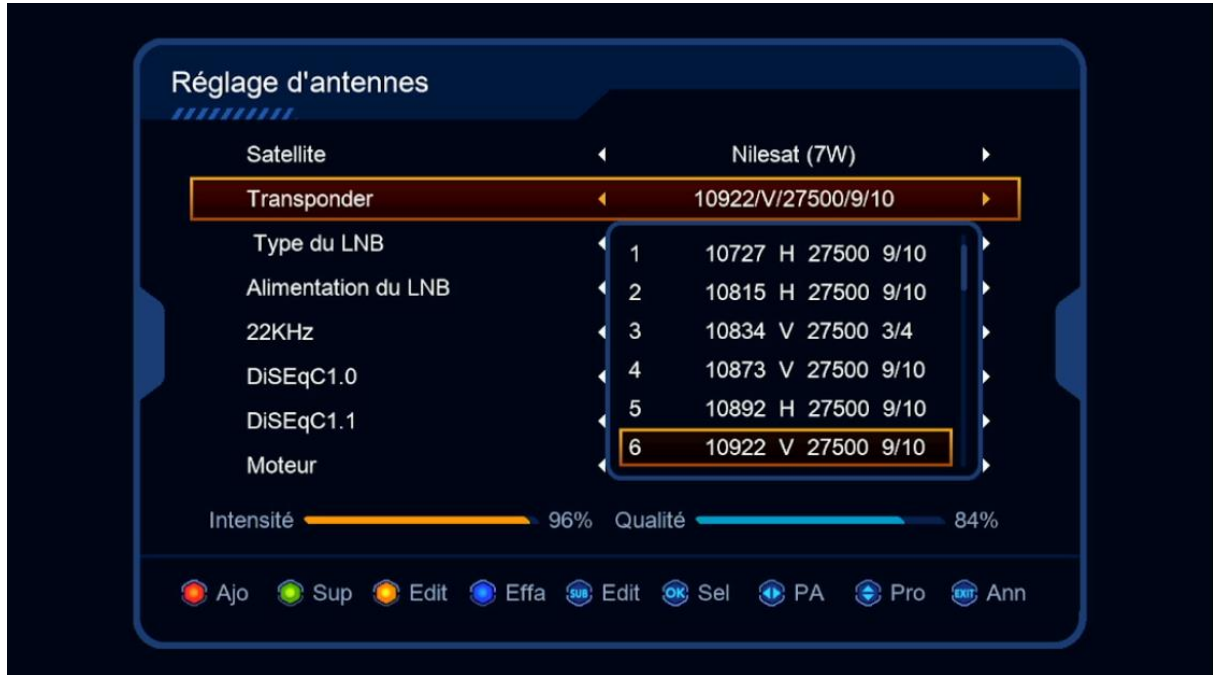 Réglage d'antennes
Satellite Nilesat (7W)
Transponder 10922/V/27500/9/10
Type du LNB
Alimentation du LNB
22KHz
DiSEqC1.0
DiSEqC1.1
Moteur
1 10727 H 27500 9/10
2 10815 H 27500 9/10
3 10834 V 27500 3/4
4 10873 V 27500 9/10
5 10892 H 27500 9/10
6 10922 V 27500 9/10
Intensité 96% Qualité 84%
Ajo Sup Edit Effa SUB Edit OK Sel PA Pro EXIT Ann